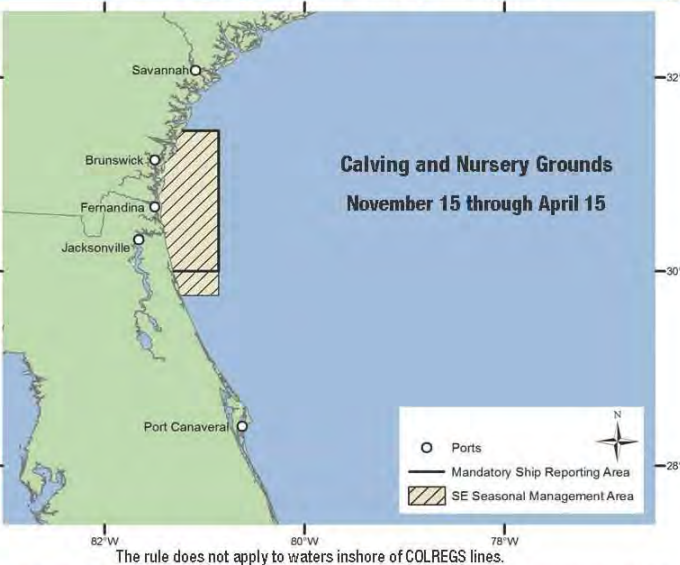 Savannah
32°
Brunswick
Calving and Nursery Grounds
November 15 through April 15
Fernandina
Jacksonville
30°
N
Port Canaveral
Ports
Mandatory Ship Reporting Area
SE Seasonal Management Area
28°
82°W
80°W
78°W
The rule does not apply to waters inshore of COLREGS lines.